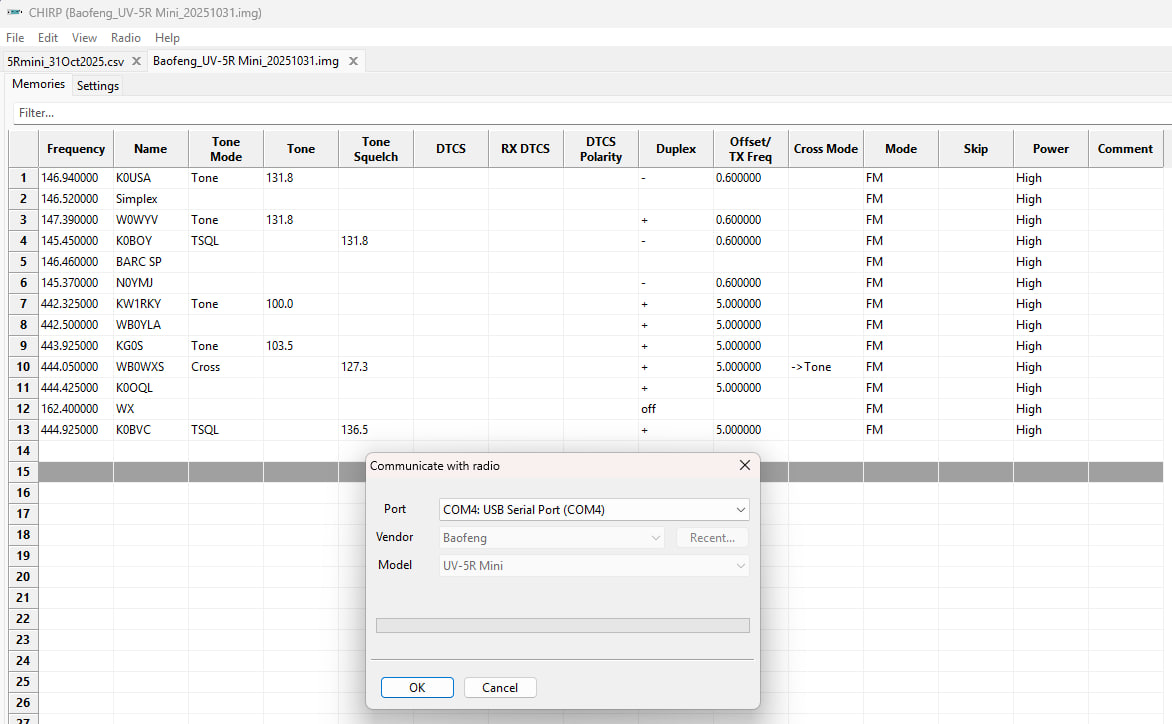 CHIRP (Baofeng_UV-5R Mini_20251031.img)
File Edit View Radio Help
5Rmini_31Oct2025.csv Baofeng_UV-5R Mini_20251031.img
Memories Settings
Filter...
Frequency Name Tone Mode Tone Tone Squelch DTCS RX DTCS DTCS Polarity Duplex Offset/ TX Freq Cross Mode Mode Skip Power Comment
1 146.940000 K0USA Tone 131.8 - 0.600000 FM High
2 146.520000 Simplex FM High
3 147.390000 W0WYV Tone 131.8 + 0.600000 FM High
4 145.450000 K0BOY TSQL 131.8 - 0.600000 FM High
5 146.460000 BARC SP FM High
6 145.370000 N0YMJ - 0.600000 FM High
7 442.325000 KW1RKY Tone 100.0 + 5.000000 FM High
8 442.500000 WB0YLA + 5.000000 FM High
9 443.925000 KG0S Tone 103.5 + 5.000000 FM High
10 444.050000 WB0WXS Cross 127.3 + 5.000000 ->Tone FM High
11 444.425000 K0OQL + 5.000000 FM High
12 162.400000 WX off FM High
13 444.925000 K0BVC TSQL 136.5 + 5.000000 FM High
14
15
16
17
18
19
20
21
22
23
24
25
26
27
Communicate with radio
Port COM4: USB Serial Port (COM4)
Vendor Baofeng Recent...
Model UV-5R Mini
OK Cancel